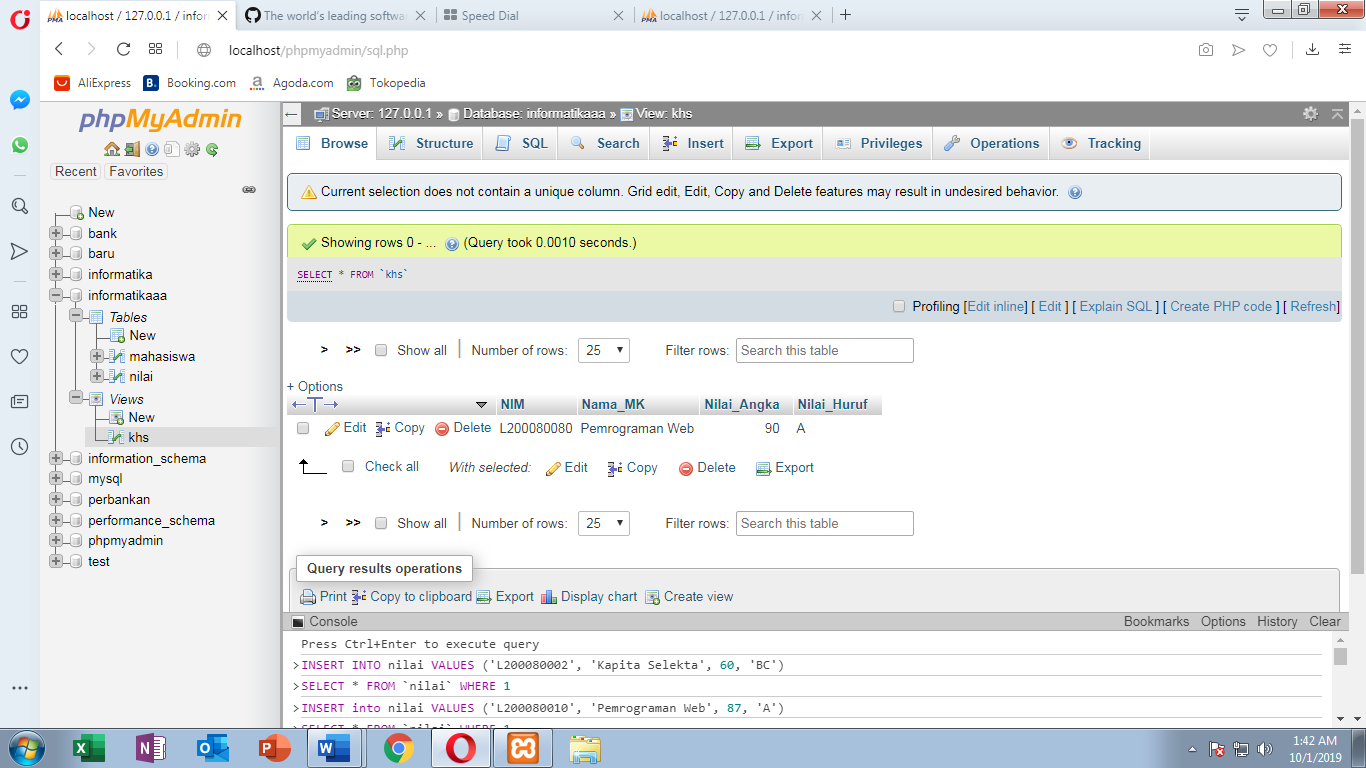 localhost / 127.0.0.1 / infor
The world's leading softwa
Speed Dial
localhost / 127.0.0.1 / infor
localhost/phpmyadmin/sql.php
AliExpress Booking.com Agoda.com Tokopedia
phpMyAdmin
Recent Favorites
New
bank
baru
informatika
informatikaaa
Tables
New
mahasiswa
nilai
Views
New
khs
information_schema
mysql
perbankan
performance_schema
phpmyadmin
test
Server: 127.0.0.1 » Database: informatikaaa » View: khs
Browse Structure SQL Search Insert Export Privileges Operations Tracking
Current selection does not contain a unique column. Grid edit, Edit, Copy and Delete features may result in undesired behavior.
Showing rows 0 - ... (Query took 0.0010 seconds.)
SELECT * FROM `khs`
Profiling [Edit inline] [ Edit ] [ Explain SQL ] [ Create PHP code ] [ Refresh]
> >> Show all | Number of rows: 25 Filter rows: Search this table
+ Options
←T→ NIM Nama_MK Nilai_Angka Nilai_Huruf
Edit Copy Delete L200080080 Pemrograman Web 90 A
Check all With selected: Edit Copy Delete Export
> >> Show all | Number of rows: 25 Filter rows: Search this table
Query results operations
Print Copy to clipboard Export Display chart Create view
Console Bookmarks Options History Clear
Press Ctrl+Enter to execute query
>INSERT INTO nilai VALUES ('L200080002', 'Kapita Selekta', 60, 'BC')
>SELECT * FROM `nilai` WHERE 1
>INSERT into nilai VALUES ('L200080010', 'Pemrograman Web', 87, 'A')
>SELECT * FROM `nilai` WHERE 1
1:42 AM
10/1/2019